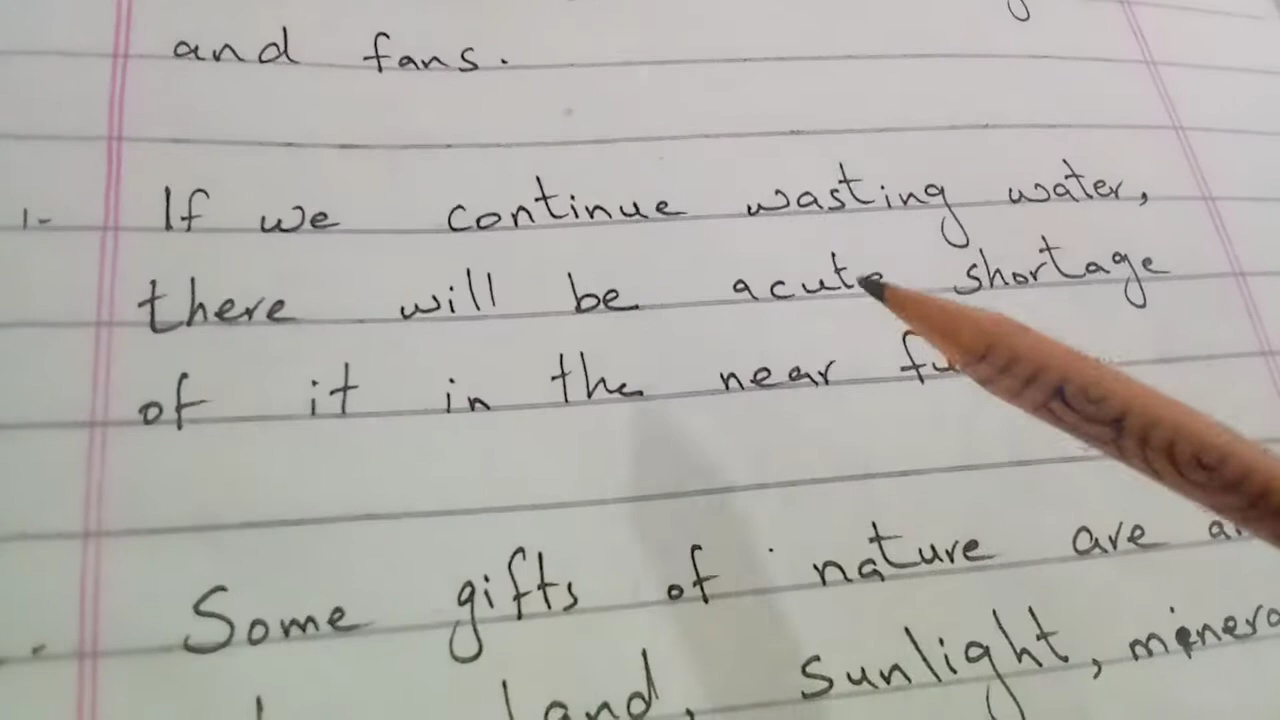 and fans.
1- If we continue wasting water,
there will be acute shortage
of it in the near
Some gifts of nature are
land, sunlight,